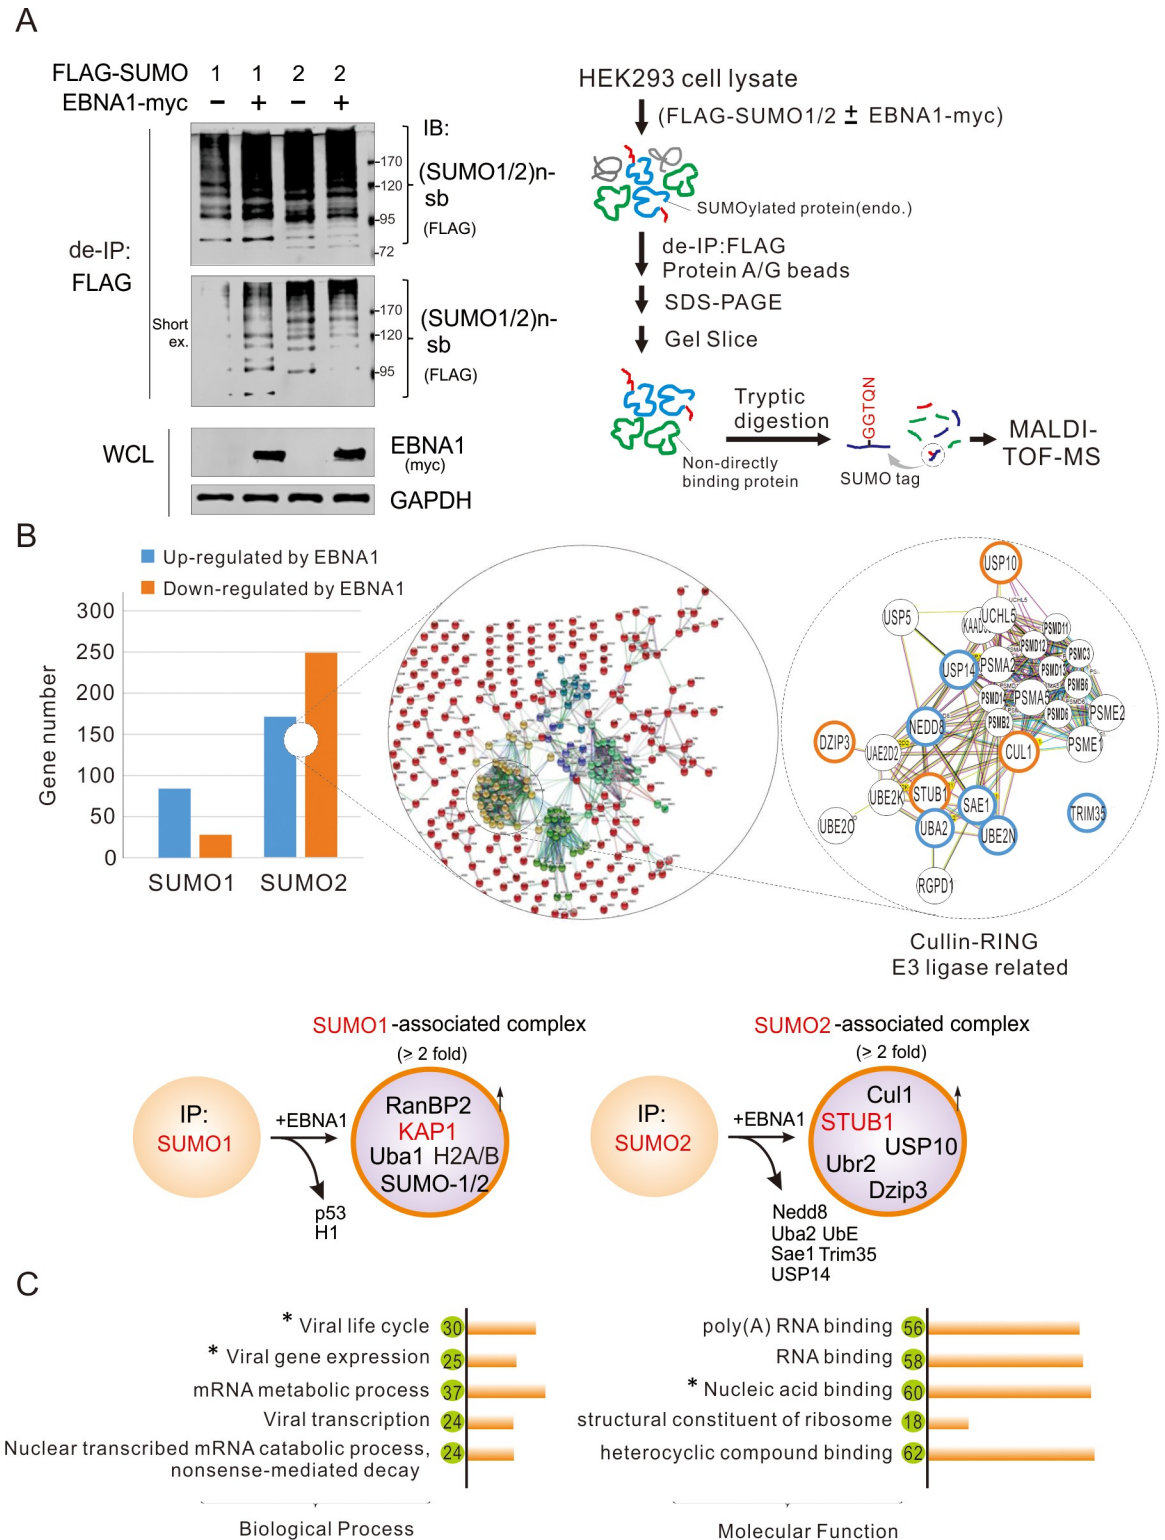 A
FLAG-SUMO 1 1 2 2
EBNA1-myc − + − +
IB:
170
120
95
72
(SUMO1/2)n-
sb
(FLAG)
de-IP:
FLAG
Short
ex.
170
120
95
(SUMO1/2)n-
sb
(FLAG)
WCL
EBNA1
(myc)
GAPDH
HEK293 cell lysate
(FLAG-SUMO1/2 ± EBNA1-myc)
SUMOylated protein(endo.)
de-IP:FLAG
Protein A/G beads
SDS-PAGE
Gel Slice
Tryptic
digestion
Non-directly
binding protein
GGTQN
SUMO tag
MALDI-
TOF-MS
B
Up-regulated by EBNA1
Down-regulated by EBNA1
Gene number
300
250
200
150
100
50
0
SUMO1 SUMO2
USP10
USP5
UCHL5
UCHL5
PSMD11
PSMD12
PSMC3
USP14
PSMA2
PSMD13
PSMB6
PSMA5
PSMB2
PSMD6
PSME2
NEDD8
DZIP3
UAE2D2
CUL1
PSME1
UBE2K
STUB1
SAE1
UBE2O
UBA2
UBE2N
TRIM35
RGPD1
Cullin-RING
E3 ligase related
SUMO1-associated complex
(≥ 2 fold)
IP:
SUMO1
+EBNA1
RanBP2
KAP1
Uba1 H2A/B
SUMO-1/2
p53
H1
SUMO2-associated complex
(≥ 2 fold)
IP:
SUMO2
+EBNA1
Cul1
STUB1
USP10
Ubr2
Dzip3
Nedd8
Uba2 UbE
Sae1 Trim35
USP14
C
* Viral life cycle 30
* Viral gene expression 25
mRNA metabolic process 37
Viral transcription 24
Nuclear transcribed mRNA catabolic process, 24
nonsense-mediated decay
Biological Process
poly(A) RNA binding 56
RNA binding 58
* Nucleic acid binding 60
structural constituent of ribosome 18
heterocyclic compound binding 62
Molecular Function